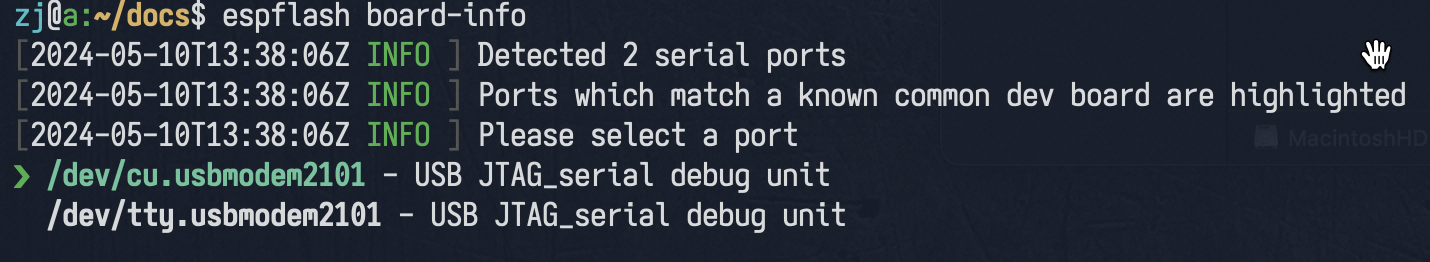 zj@a:~/docs$ espflash board-info
[2024-05-10T13:38:06Z INFO ] Detected 2 serial ports
[2024-05-10T13:38:06Z INFO ] Ports which match a known common dev board are highlighted
[2024-05-10T13:38:06Z INFO ] Please select a port
MacintoshHD
❯ /dev/cu.usbmodem2101 - USB JTAG_serial debug unit
/dev/tty.usbmodem2101 - USB JTAG_serial debug unit